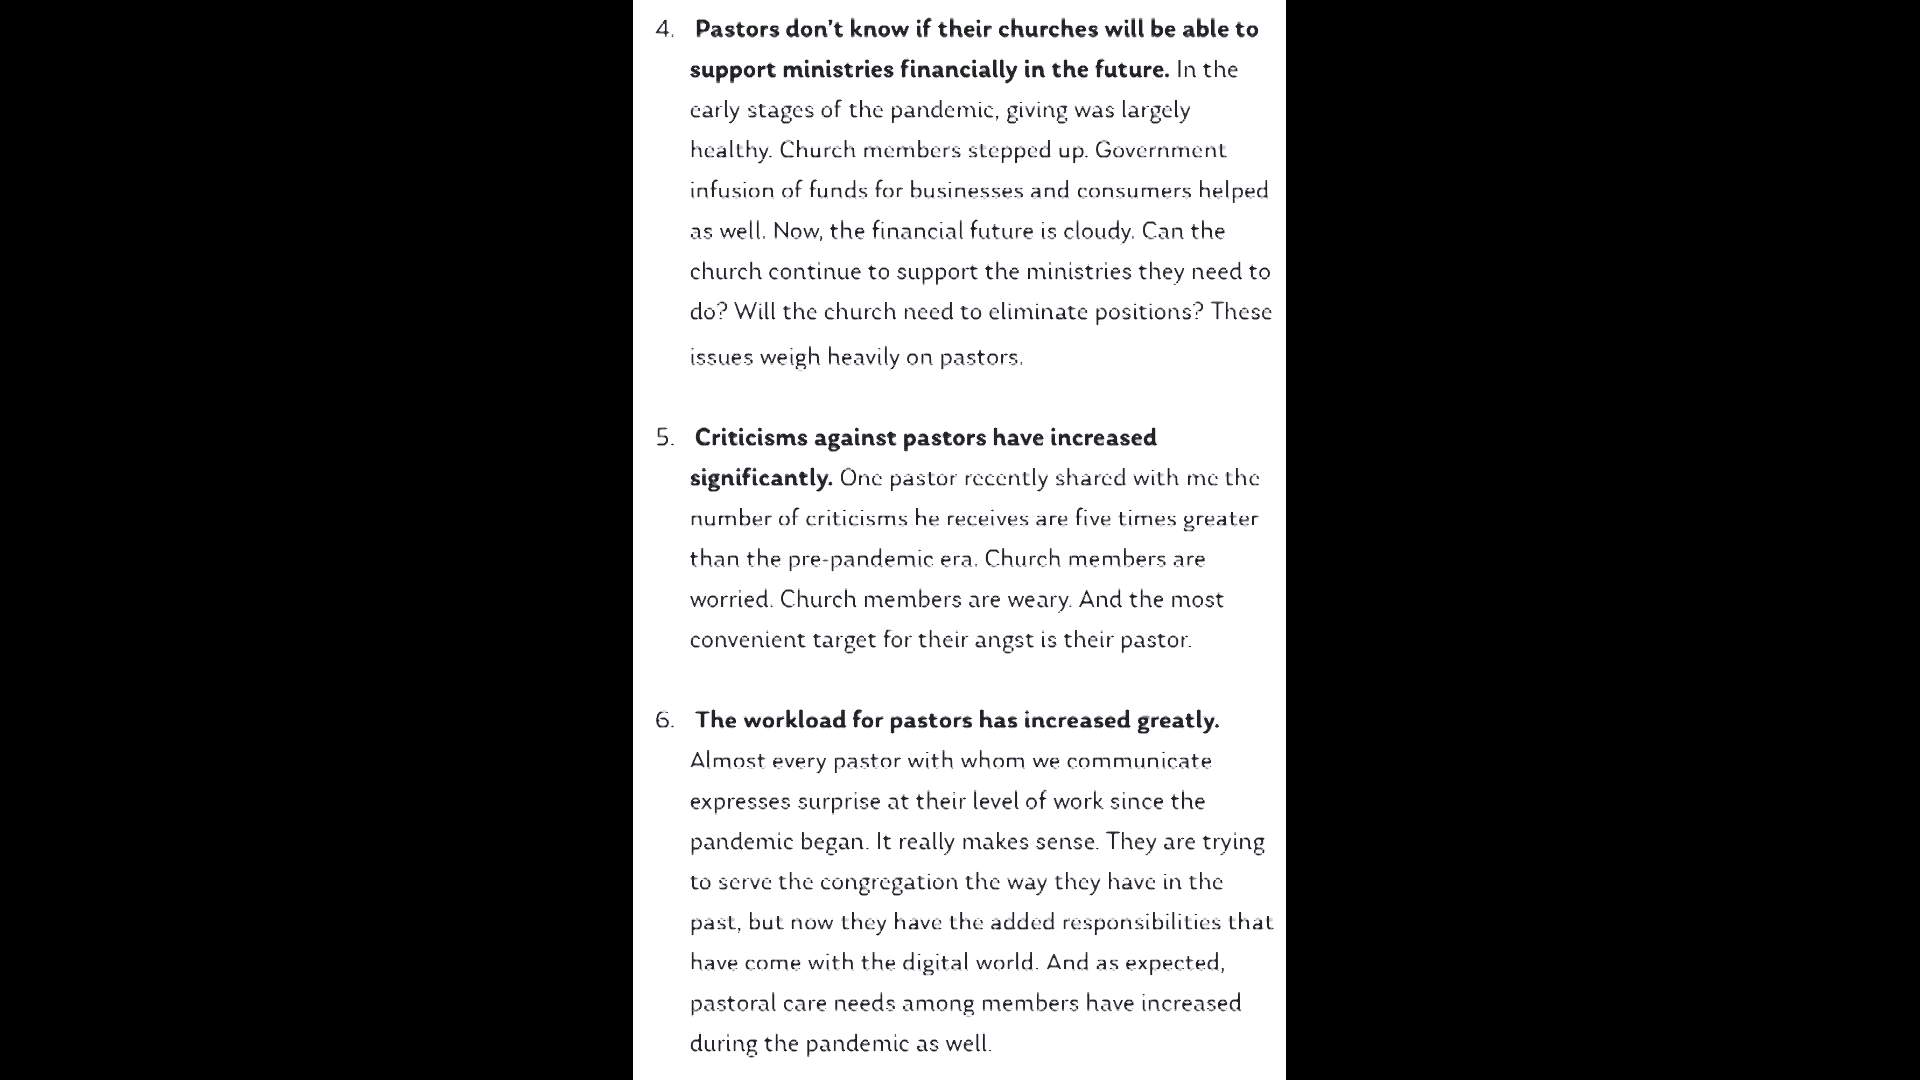 4. Pastors don't know if their churches will be able to
support ministries financially in the future. In the
early stages of the pandemic, giving was largely
healthy. Church members stepped up. Government
infusion of funds for businesses and consumers helped
as well. Now, the financial future is cloudy. Can the
church continue to support the ministries they need to
do? Will the church need to eliminate positions? These
issues weigh heavily on pastors.
5. Criticisms against pastors have increased
significantly. One pastor recently shared with me the
number of criticisms he receives are five times greater
than the pre-pandemic era. Church members are
worried. Church members are weary. And the most
convenient target for their angst is their pastor.
6. The workload for pastors has increased greatly.
Almost every pastor with whom we communicate
expresses surprise at their level of work since the
pandemic began. It really makes sense. They are trying
to serve the congregation the way they have in the
past, but now they have the added responsibilities that
have come with the digital world. And as expected,
pastoral care needs among members have increased
during the pandemic as well.